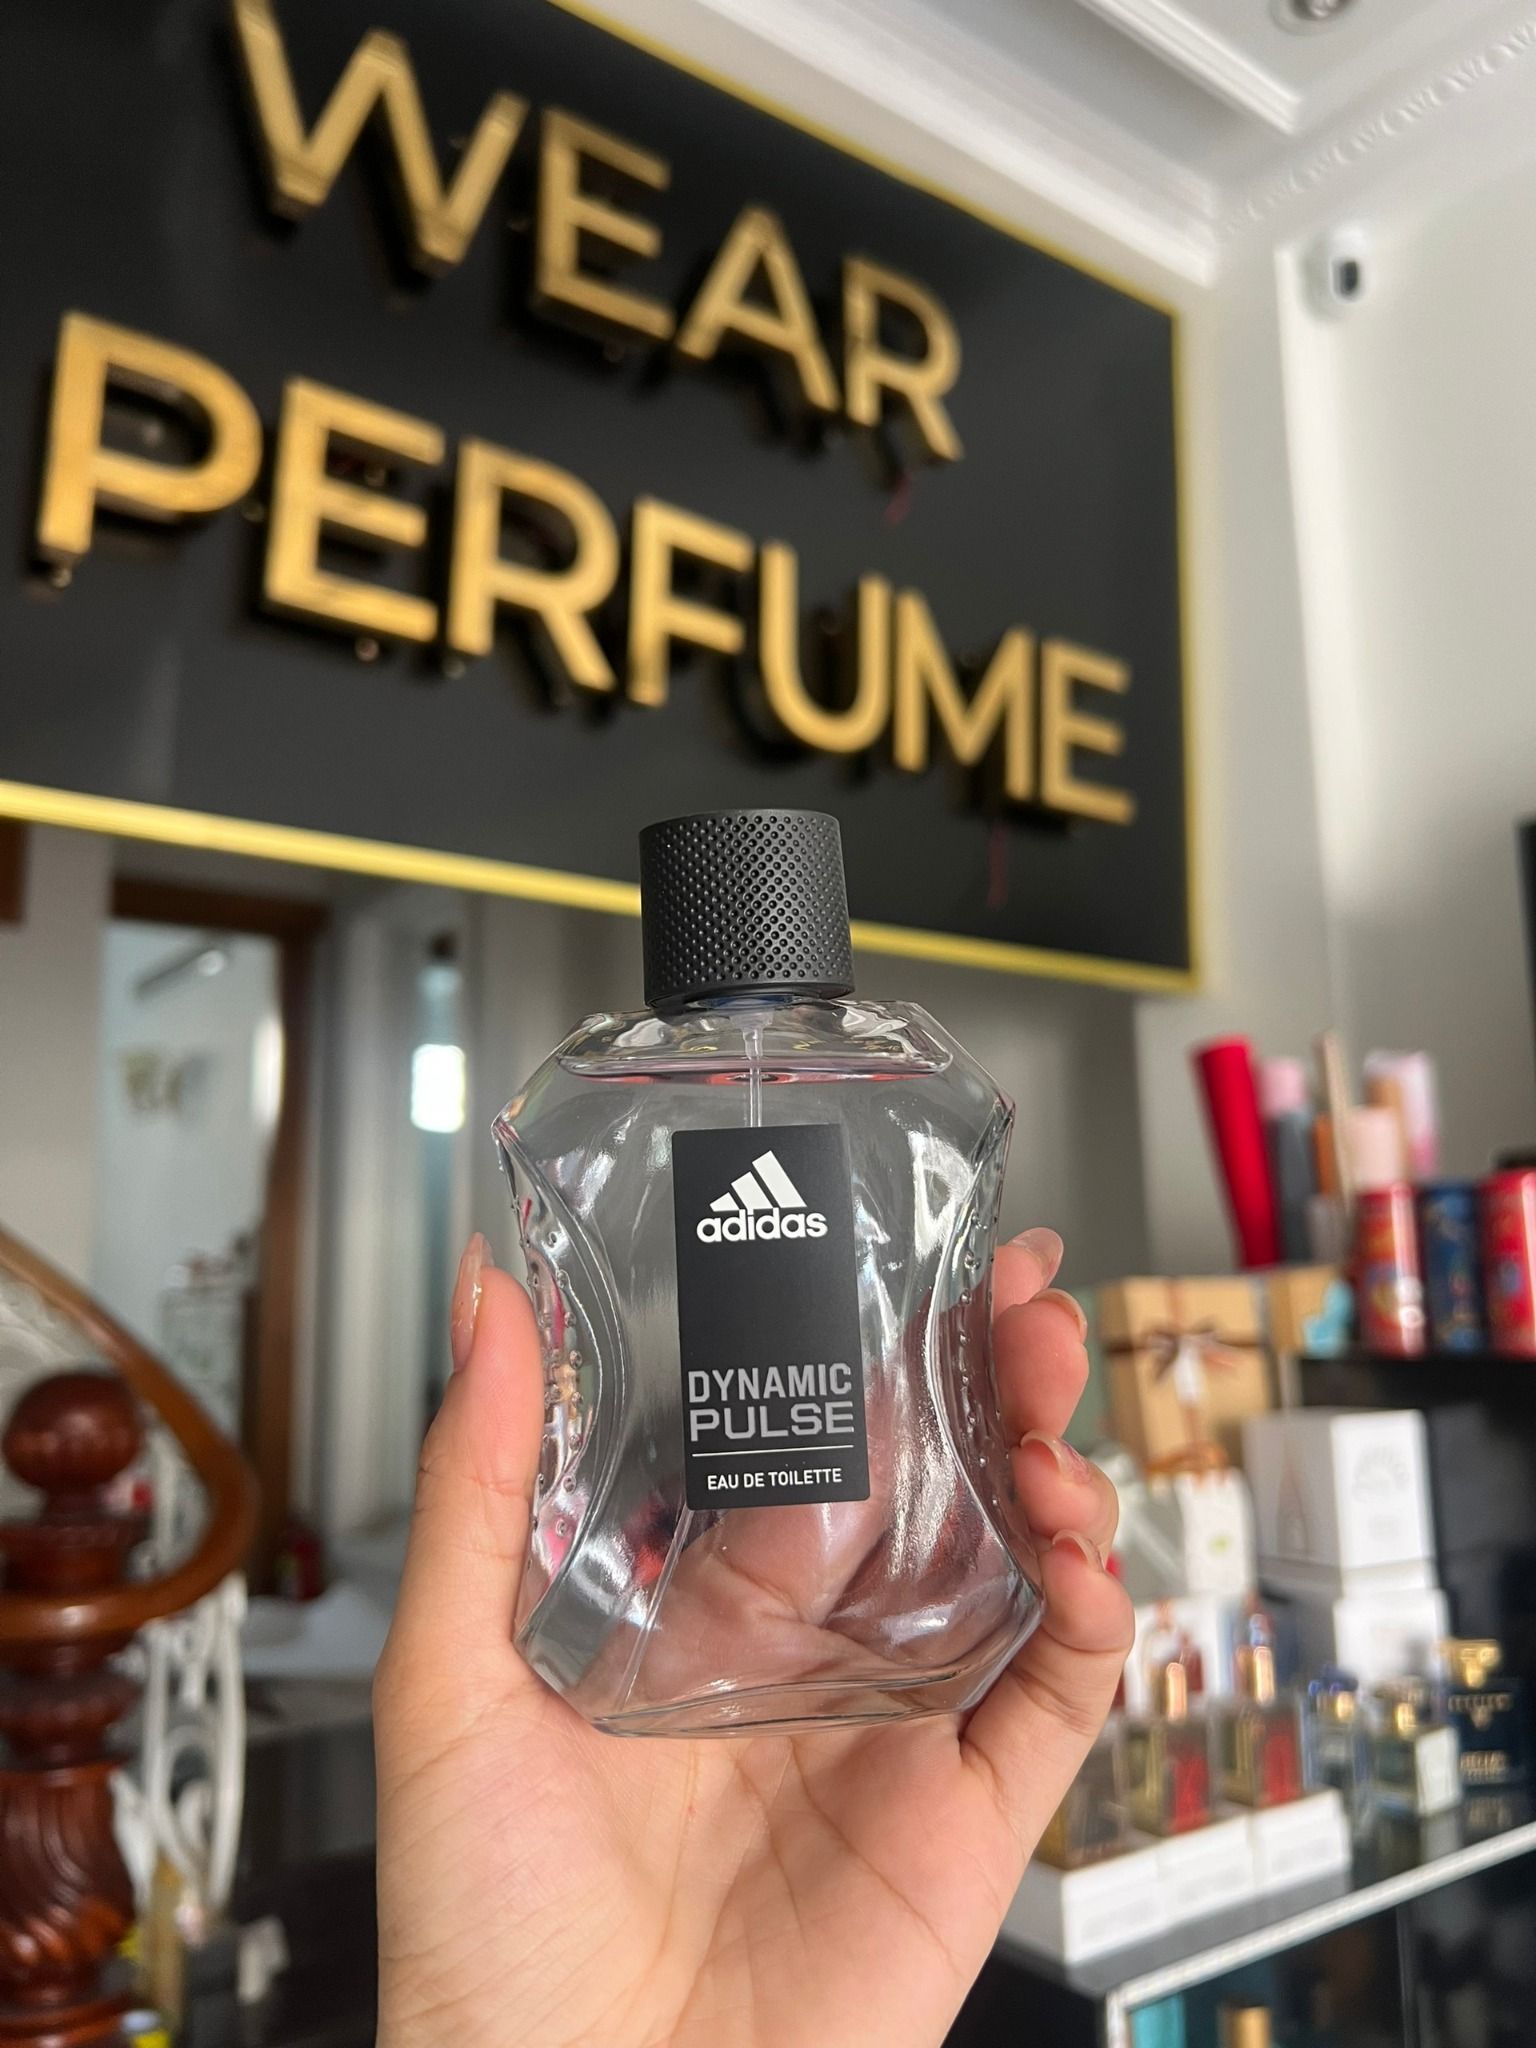 WEAR
PERFUME
adidas
DYNAMIC
PULSE
EAU DE TOILETTE